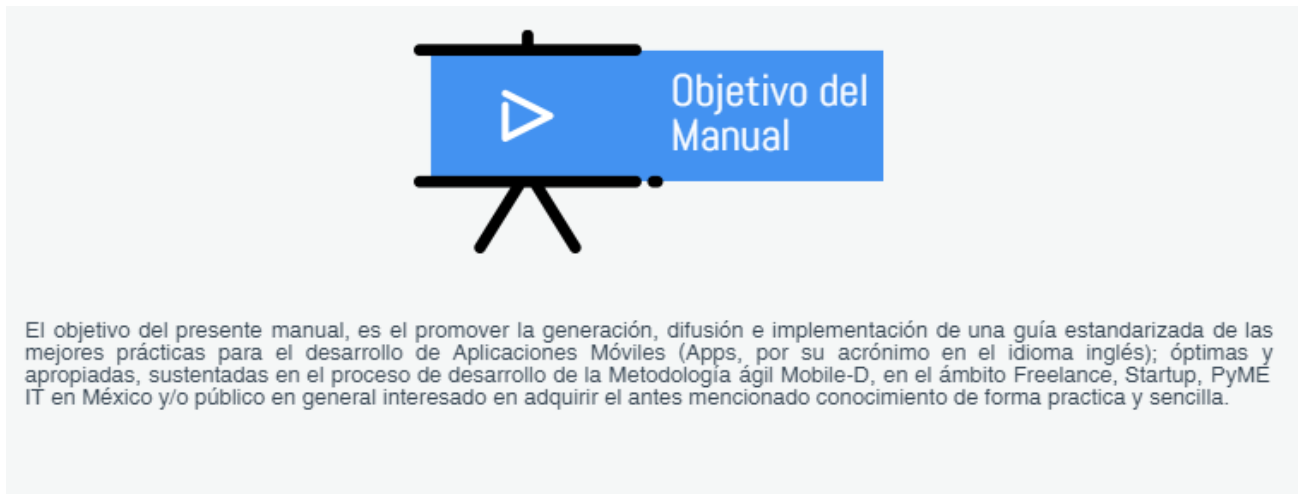 Objetivo del
Manual
El objetivo del presente manual, es el promover la generación, difusión e implementación de una guía estandarizada de las
mejores prácticas para el desarrollo de Aplicaciones Móviles (Apps, por su acrónimo en el idioma inglés); óptimas y
apropiadas, sustentadas en el proceso de desarrollo de la Metodología ágil Mobile-D, en el ámbito Freelance, Startup, PyME
IT en México y/o público en general interesado en adquirir el antes mencionado conocimiento de forma practica y sencilla.